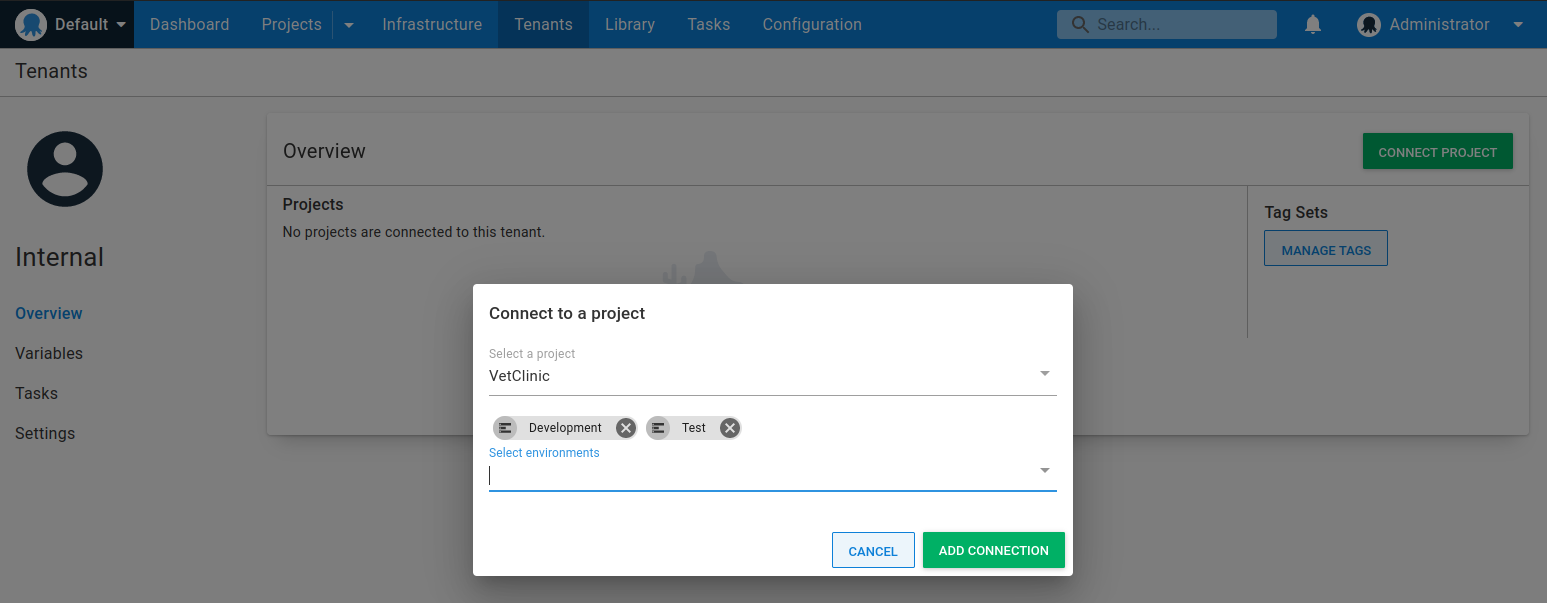 Default Dashboard Projects Infrastructure Tenants Library Tasks Configuration Search... Administrator
Tenants
Overview
CONNECT PROJECT
Projects
No projects are connected to this tenant.
Tag Sets
MANAGE TAGS
Internal
Overview
Variables
Tasks
Settings
Connect to a project
Select a project
VetClinic
Development Test
Select environments
CANCEL ADD CONNECTION